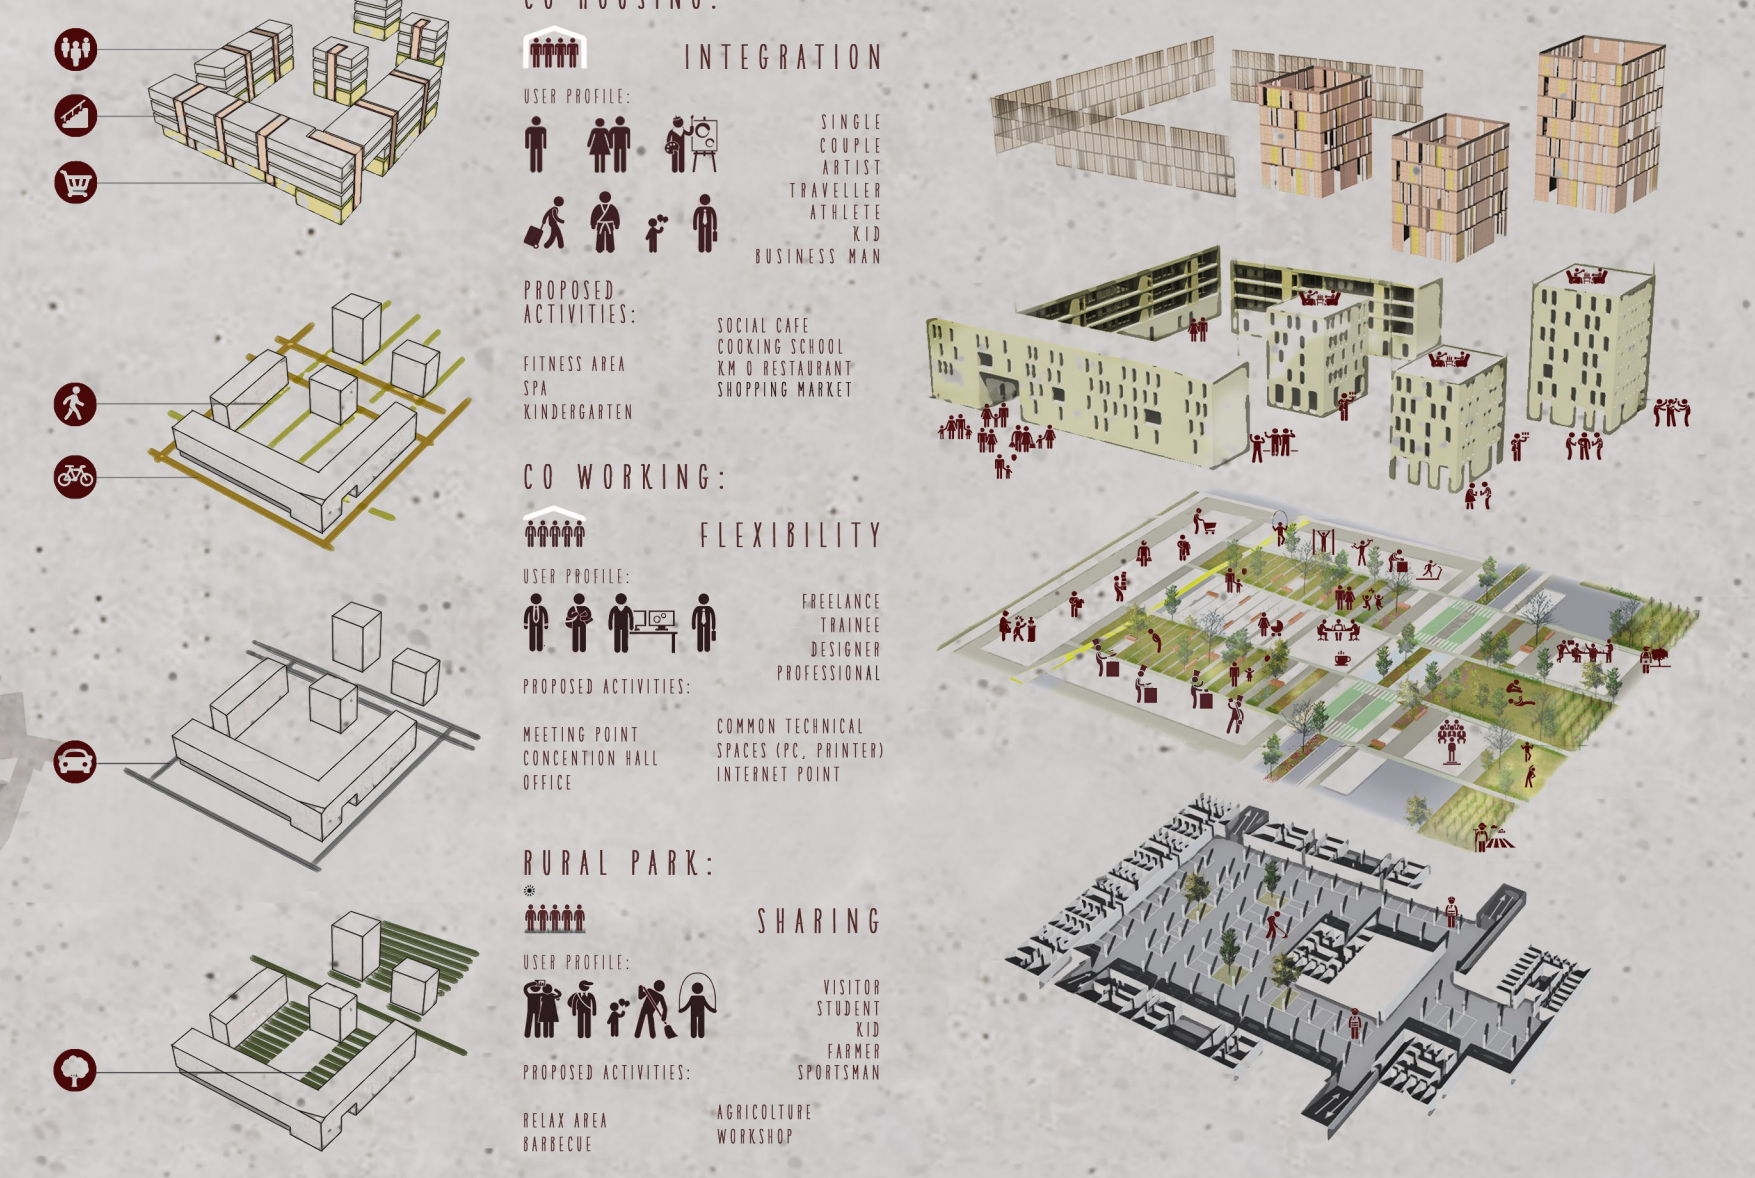 CO HOUSING:
INTEGRATION
USER PROFILE:
SINGLE
COUPLE
ARTIST
TRAVELLER
ATHLETE
KID
BUSINESS MAN
PROPOSED
ACTIVITIES:
FITNESS AREA
SPA
KINDERGARTEN
SOCIAL CAFE
COOKING SCHOOL
KM 0 RESTAURANT
SHOPPING MARKET
CO WORKING:
FLEXIBILITY
USER PROFILE:
FREELANCE
TRAINEE
DESIGNER
PROFESSIONAL
PROPOSED ACTIVITIES:
MEETING POINT
CONCENTION HALL
OFFICE
COMMON TECHNICAL
SPACES (PC, PRINTER)
INTERNET POINT
RURAL PARK:
SHARING
USER PROFILE:
VISITOR
STUDENT
KID
FARMER
SPORTSMAN
PROPOSED ACTIVITIES:
RELAX AREA
BARBECUE
AGRICOLTURE
WORKSHOP